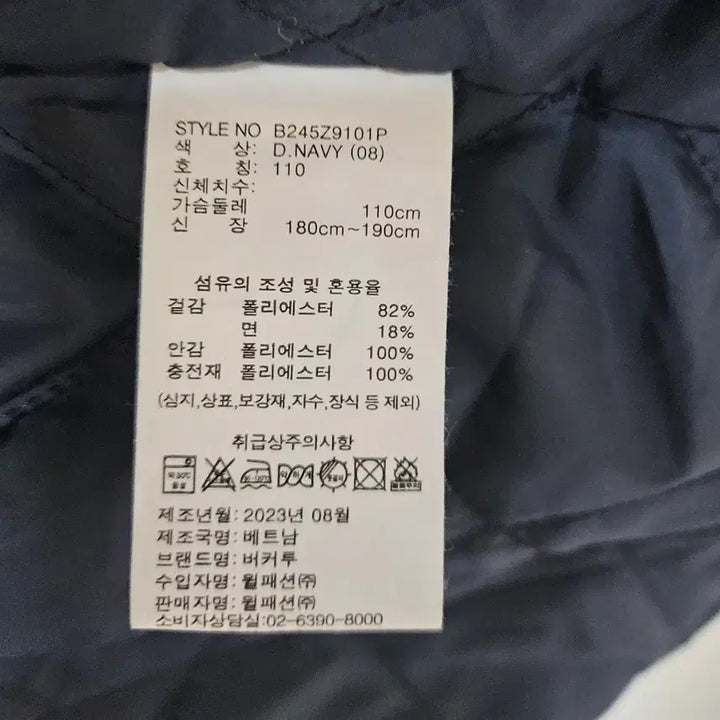 STYLE NO B245Z9101P
색 상: D.NAVY (08)
호 칭: 110
신체치수:
가슴둘레 110cm
신 장 180cm~190cm
섬유의 조성 및 혼용율
겉감 폴리에스터 82%
면 18%
안감 폴리에스터 100%
충전재 폴리에스터 100%
(심지,상표,보강재,자수,장식 등 제외)
취급상주의사항
제조년월: 2023년 08월
제조국명: 베트남
브랜드명: 버커루
수입자명: 월패션㈜
판매자명: 월패션㈜
소비자상담실:02-6390-8000